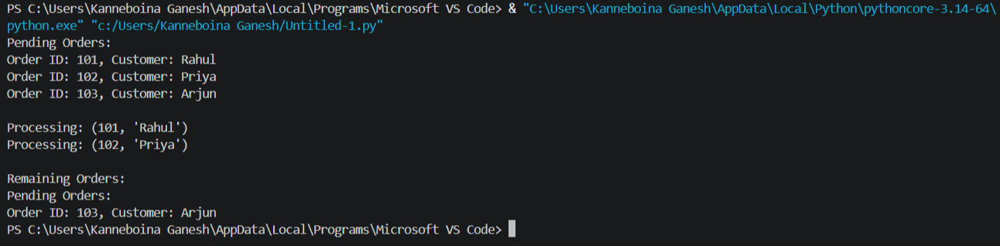 PS C:\Users\Kanneboina Ganesh\AppData\Local\Programs\Microsoft VS Code> & "C:\Users\Kanneboina Ganesh\AppData\Local\Python\pythoncore-3.14-64\
python.exe" "c:/Users/Kanneboina Ganesh/Untitled-1.py"
Pending Orders:
Order ID: 101, Customer: Rahul
Order ID: 102, Customer: Priya
Order ID: 103, Customer: Arjun
Processing: (101, 'Rahul')
Processing: (102, 'Priya')
Remaining Orders:
Pending Orders:
Order ID: 103, Customer: Arjun
PS C:\Users\Kanneboina Ganesh\AppData\Local\Programs\Microsoft VS Code>